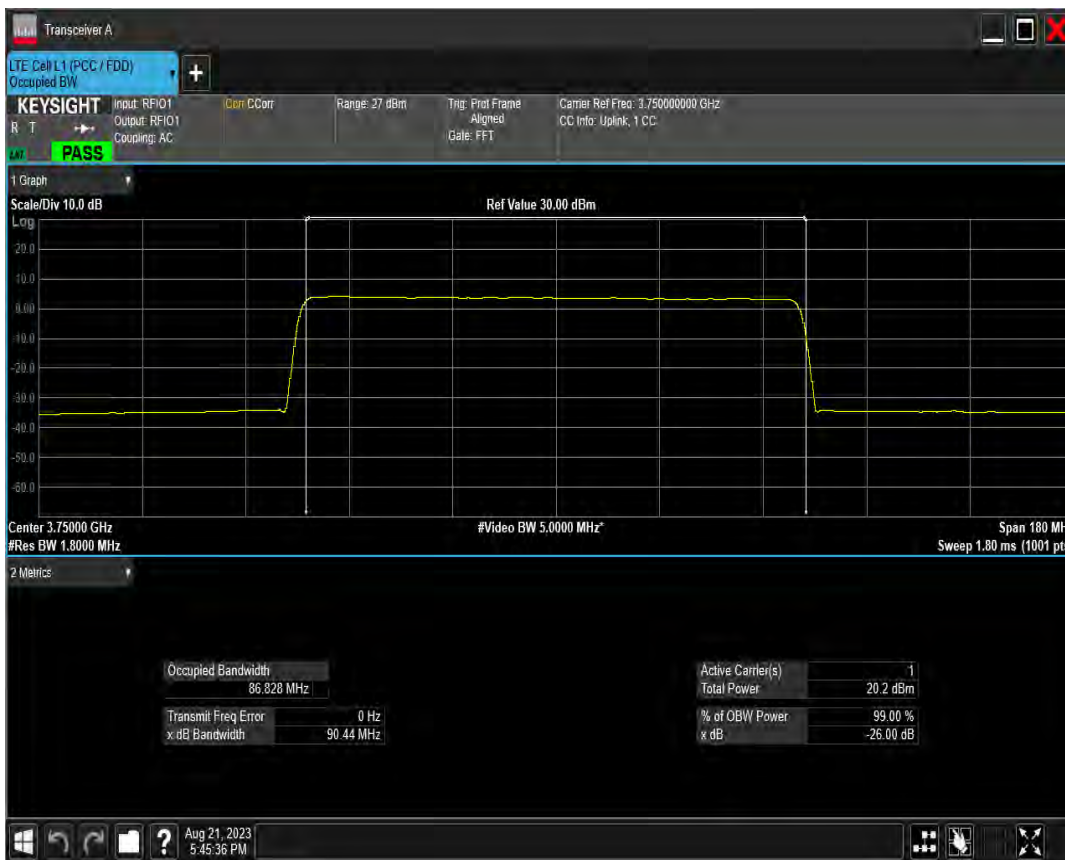 Transceiver A
LTE Cell L1 (PCC / FDD)
Occupied BW
+
KEYSIGHT
R T
PASS
Input: RFIO1
Output: RFIO1
Coupling: AC
Corr CCorr
Range: 27 dBm
Trig: Prot Frame
Aligned
Gate: FFT
Carrier Ref Freq: 3.750000000 GHz
CC Info: Uplink, 1 CC
1 Graph
Scale/Div 10.0 dB
Ref Value 30.00 dBm
Log
20.0
10.0
0.00
-10.0
-20.0
-30.0
-40.0
-50.0
-60.0
Center 3.75000 GHz
#Video BW 5.0000 MHz*
Span 180 MH
#Res BW 1.8000 MHz
Sweep 1.80 ms (1001 pts
2 Metrics
Occupied Bandwidth
86.828 MHz
Transmit Freq Error 0 Hz
x dB Bandwidth 90.44 MHz
Active Carrier(s) 1
Total Power 20.2 dBm
% of OBW Power 99.00 %
x dB -26.00 dB
?
Aug 21, 2023
5:45:36 PM